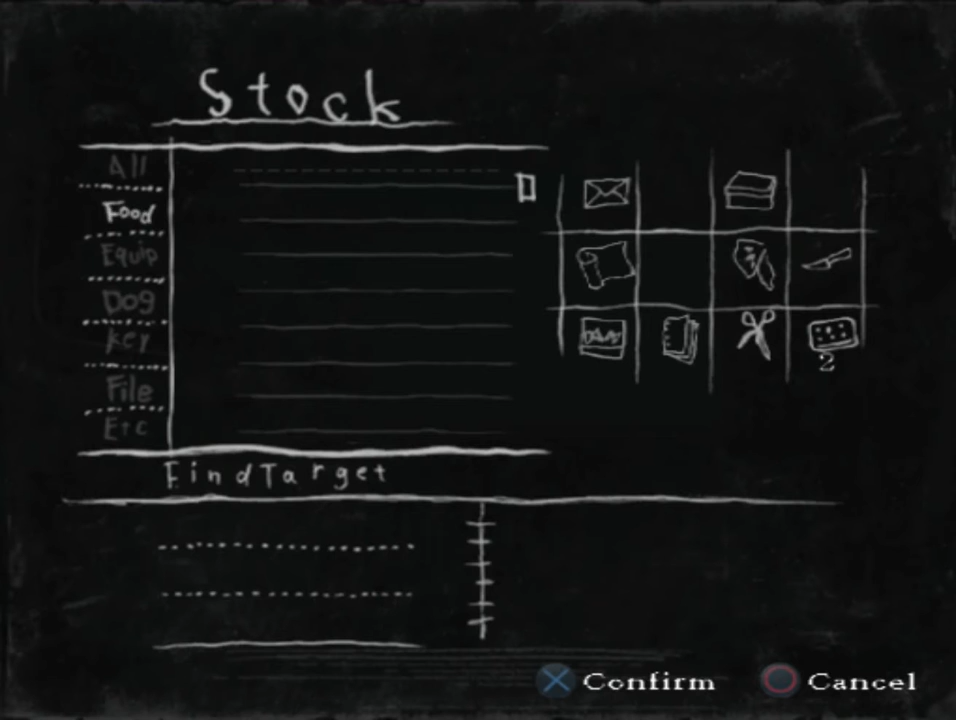 Stock
All
Food
Equip
Dog
Key
File
Etc
2
FindTarget
Confirm
Cancel